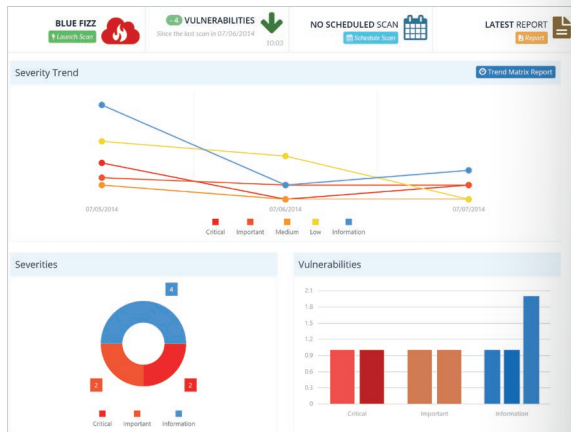 BLUE FIZZ
Launch Scan
- 4 VULNERABILITIES
Since the last scan in 07/06/2014
10:03
NO SCHEDULED SCAN
Schedule Scan
LATEST REPORT
Report
Severity Trend
Trend Matrix Report
07/05/2014 07/06/2014 07/07/2014
Critical Important Medium Low Information
Severities
4
2 2
Critical Important Information
Vulnerabilities
2.1
1.8
1.5
1.2
0.9
0.6
0.3
0
Critical Important Information